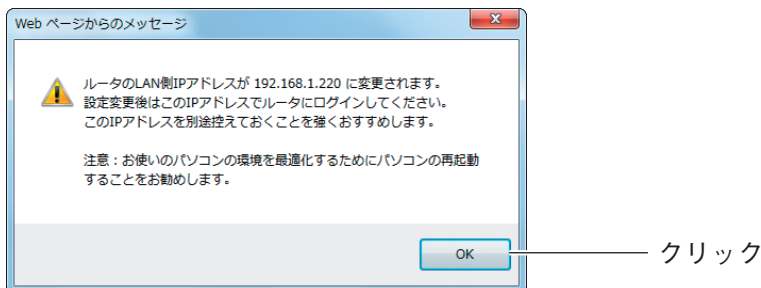 Web ページからのメッセージ
ルータのLAN側IPアドレスが 192.168.1.220 に変更されます。
設定変更後はこのIPアドレスでルータにログインしてください。
このIPアドレスを別途控えておくことを強くおすすめします。
注意：お使いのパソコンの環境を最適化するためにパソコンの再起動
することをお勧めします。
OK
クリック